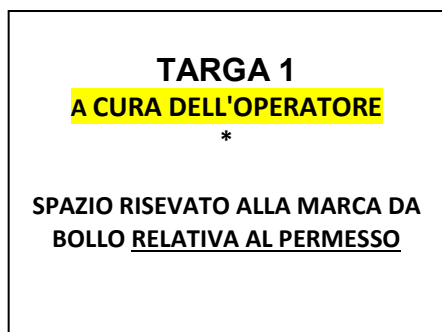 TARGA 1
A CURA DELL'OPERATORE
*
SPAZIO RISEVATO ALLA MARCA DA
BOLLO RELATIVA AL PERMESSO